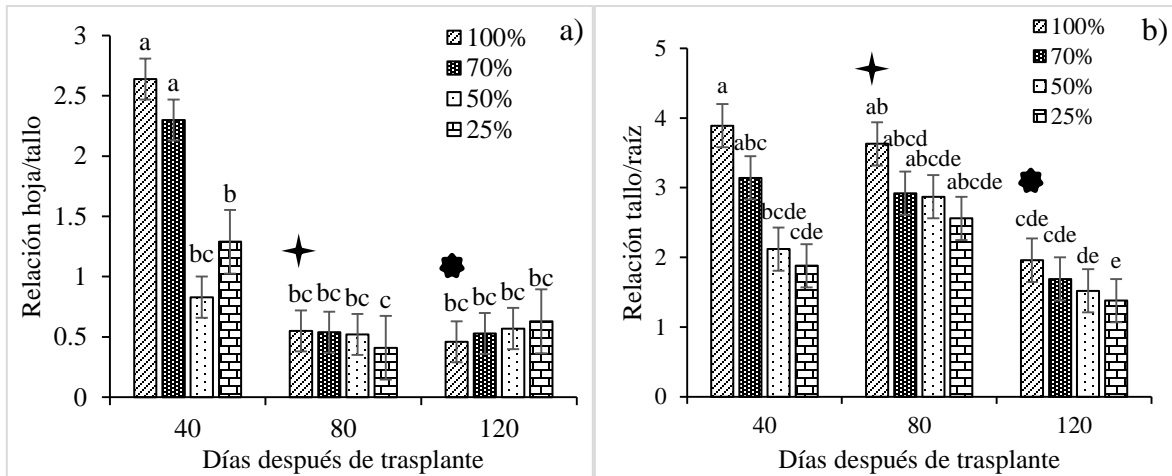 a)
100%
70%
50%
25%
3
2.5
2
1.5
1
0.5
0
Relación hoja/tallo
a
a
bc
b
bc
bc
bc
c
bc
bc
bc
bc
40
80
120
Días después de trasplante
b)
100%
70%
50%
25%
5
4
3
2
1
0
Relación tallo/raíz
a
abc
bcde
cde
ab
abcd
abcde
abcde
cde
cde
de
e
40
80
120
Días después de trasplante